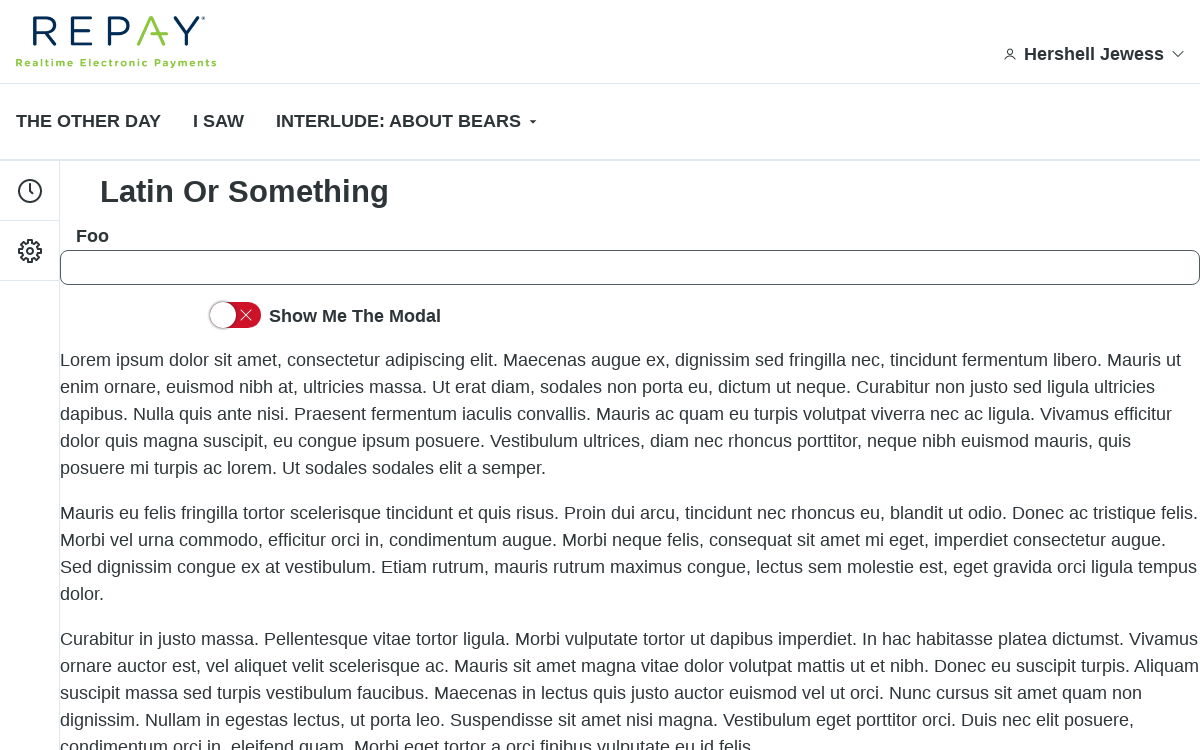 REPAY
Realtime Electronic Payments
Hershell Jewess
THE OTHER DAY I SAW INTERLUDE: ABOUT BEARS
Latin Or Something
Foo
Show Me The Modal
Lorem ipsum dolor sit amet, consectetur adipiscing elit. Maecenas augue ex, dignissim sed fringilla nec, tincidunt fermentum libero. Mauris ut
enim ornare, euismod nibh at, ultricies massa. Ut erat diam, sodales non porta eu, dictum ut neque. Curabitur non justo sed ligula ultricies
dapibus. Nulla quis ante nisi. Praesent fermentum iaculis convallis. Mauris ac quam eu turpis volutpat viverra nec ac ligula. Vivamus efficitur
dolor quis magna suscipit, eu congue ipsum posuere. Vestibulum ultrices, diam nec rhoncus porttitor, neque nibh euismod mauris, quis
posuere mi turpis ac lorem. Ut sodales sodales elit a semper.
Mauris eu felis fringilla tortor scelerisque tincidunt et quis risus. Proin dui arcu, tincidunt nec rhoncus eu, blandit ut odio. Donec ac tristique felis.
Morbi vel urna commodo, efficitur orci in, condimentum augue. Morbi neque felis, consequat sit amet mi eget, imperdiet consectetur augue.
Sed dignissim congue ex at vestibulum. Etiam rutrum, mauris rutrum maximus congue, lectus sem molestie est, eget gravida orci ligula tempus
dolor.
Curabitur in justo massa. Pellentesque vitae tortor ligula. Morbi vulputate tortor ut dapibus imperdiet. In hac habitasse platea dictumst. Vivamus
ornare auctor est, vel aliquet velit scelerisque ac. Mauris sit amet magna vitae dolor volutpat mattis ut et nibh. Donec eu suscipit turpis. Aliquam
suscipit massa sed turpis vestibulum faucibus. Maecenas in lectus quis justo auctor euismod vel ut orci. Nunc cursus sit amet quam non
dignissim. Nullam in egestas lectus, ut porta leo. Suspendisse sit amet nisi magna. Vestibulum eget porttitor orci. Duis nec elit posuere,
condimentum orci in, eleifend quam. Morbi eget tortor a orci finibus vulputate eu id felis.